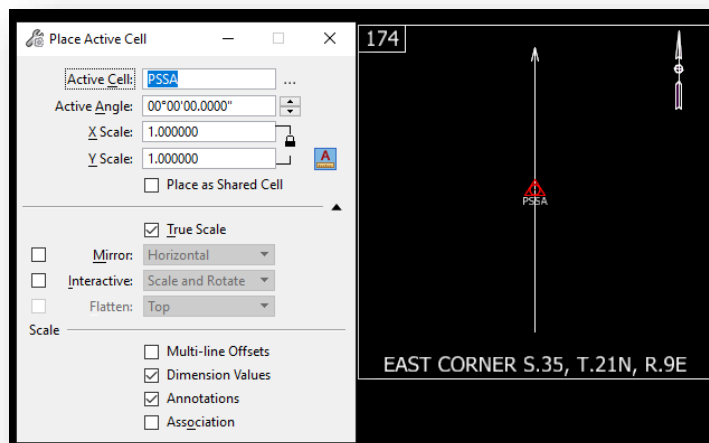 Place Active Cell
Active Cell: PSSA ...
Active Angle: 00°00'00.0000"
X Scale: 1.000000
Y Scale: 1.000000
A
Place as Shared Cell
True Scale
Mirror: Horizontal
Interactive: Scale and Rotate
Flatten: Top
Scale
Multi-line Offsets
Dimension Values
Annotations
Association
174
PSSA
EAST CORNER S.35, T.21N, R.9E